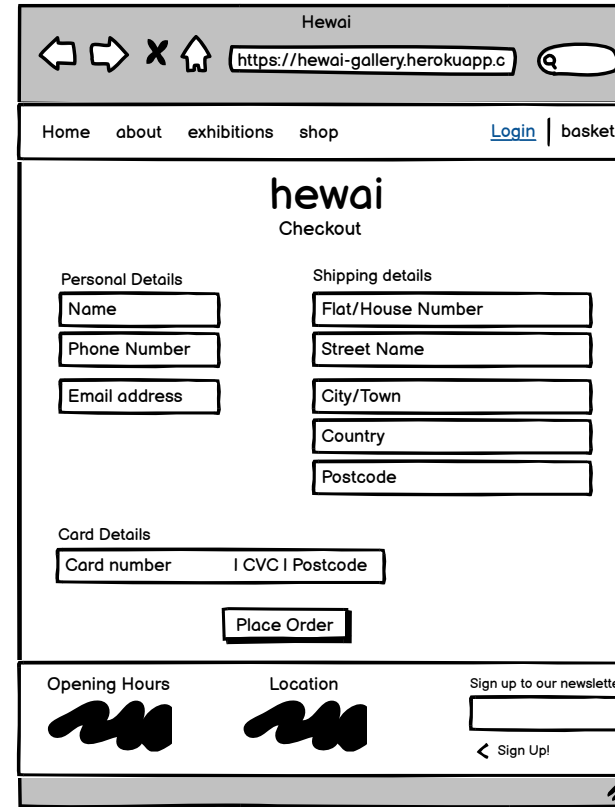 Hewai
https://hewai-gallery.herokuapp.c
Home about exhibitions shop Login basket
hewai
Checkout
Personal Details
Name
Phone Number
Email address
Shipping details
Flat/House Number
Street Name
City/Town
Country
Postcode
Card Details
Card number | CVC | Postcode
Place Order
Opening Hours
Location
Sign up to our newslette
Sign Up!